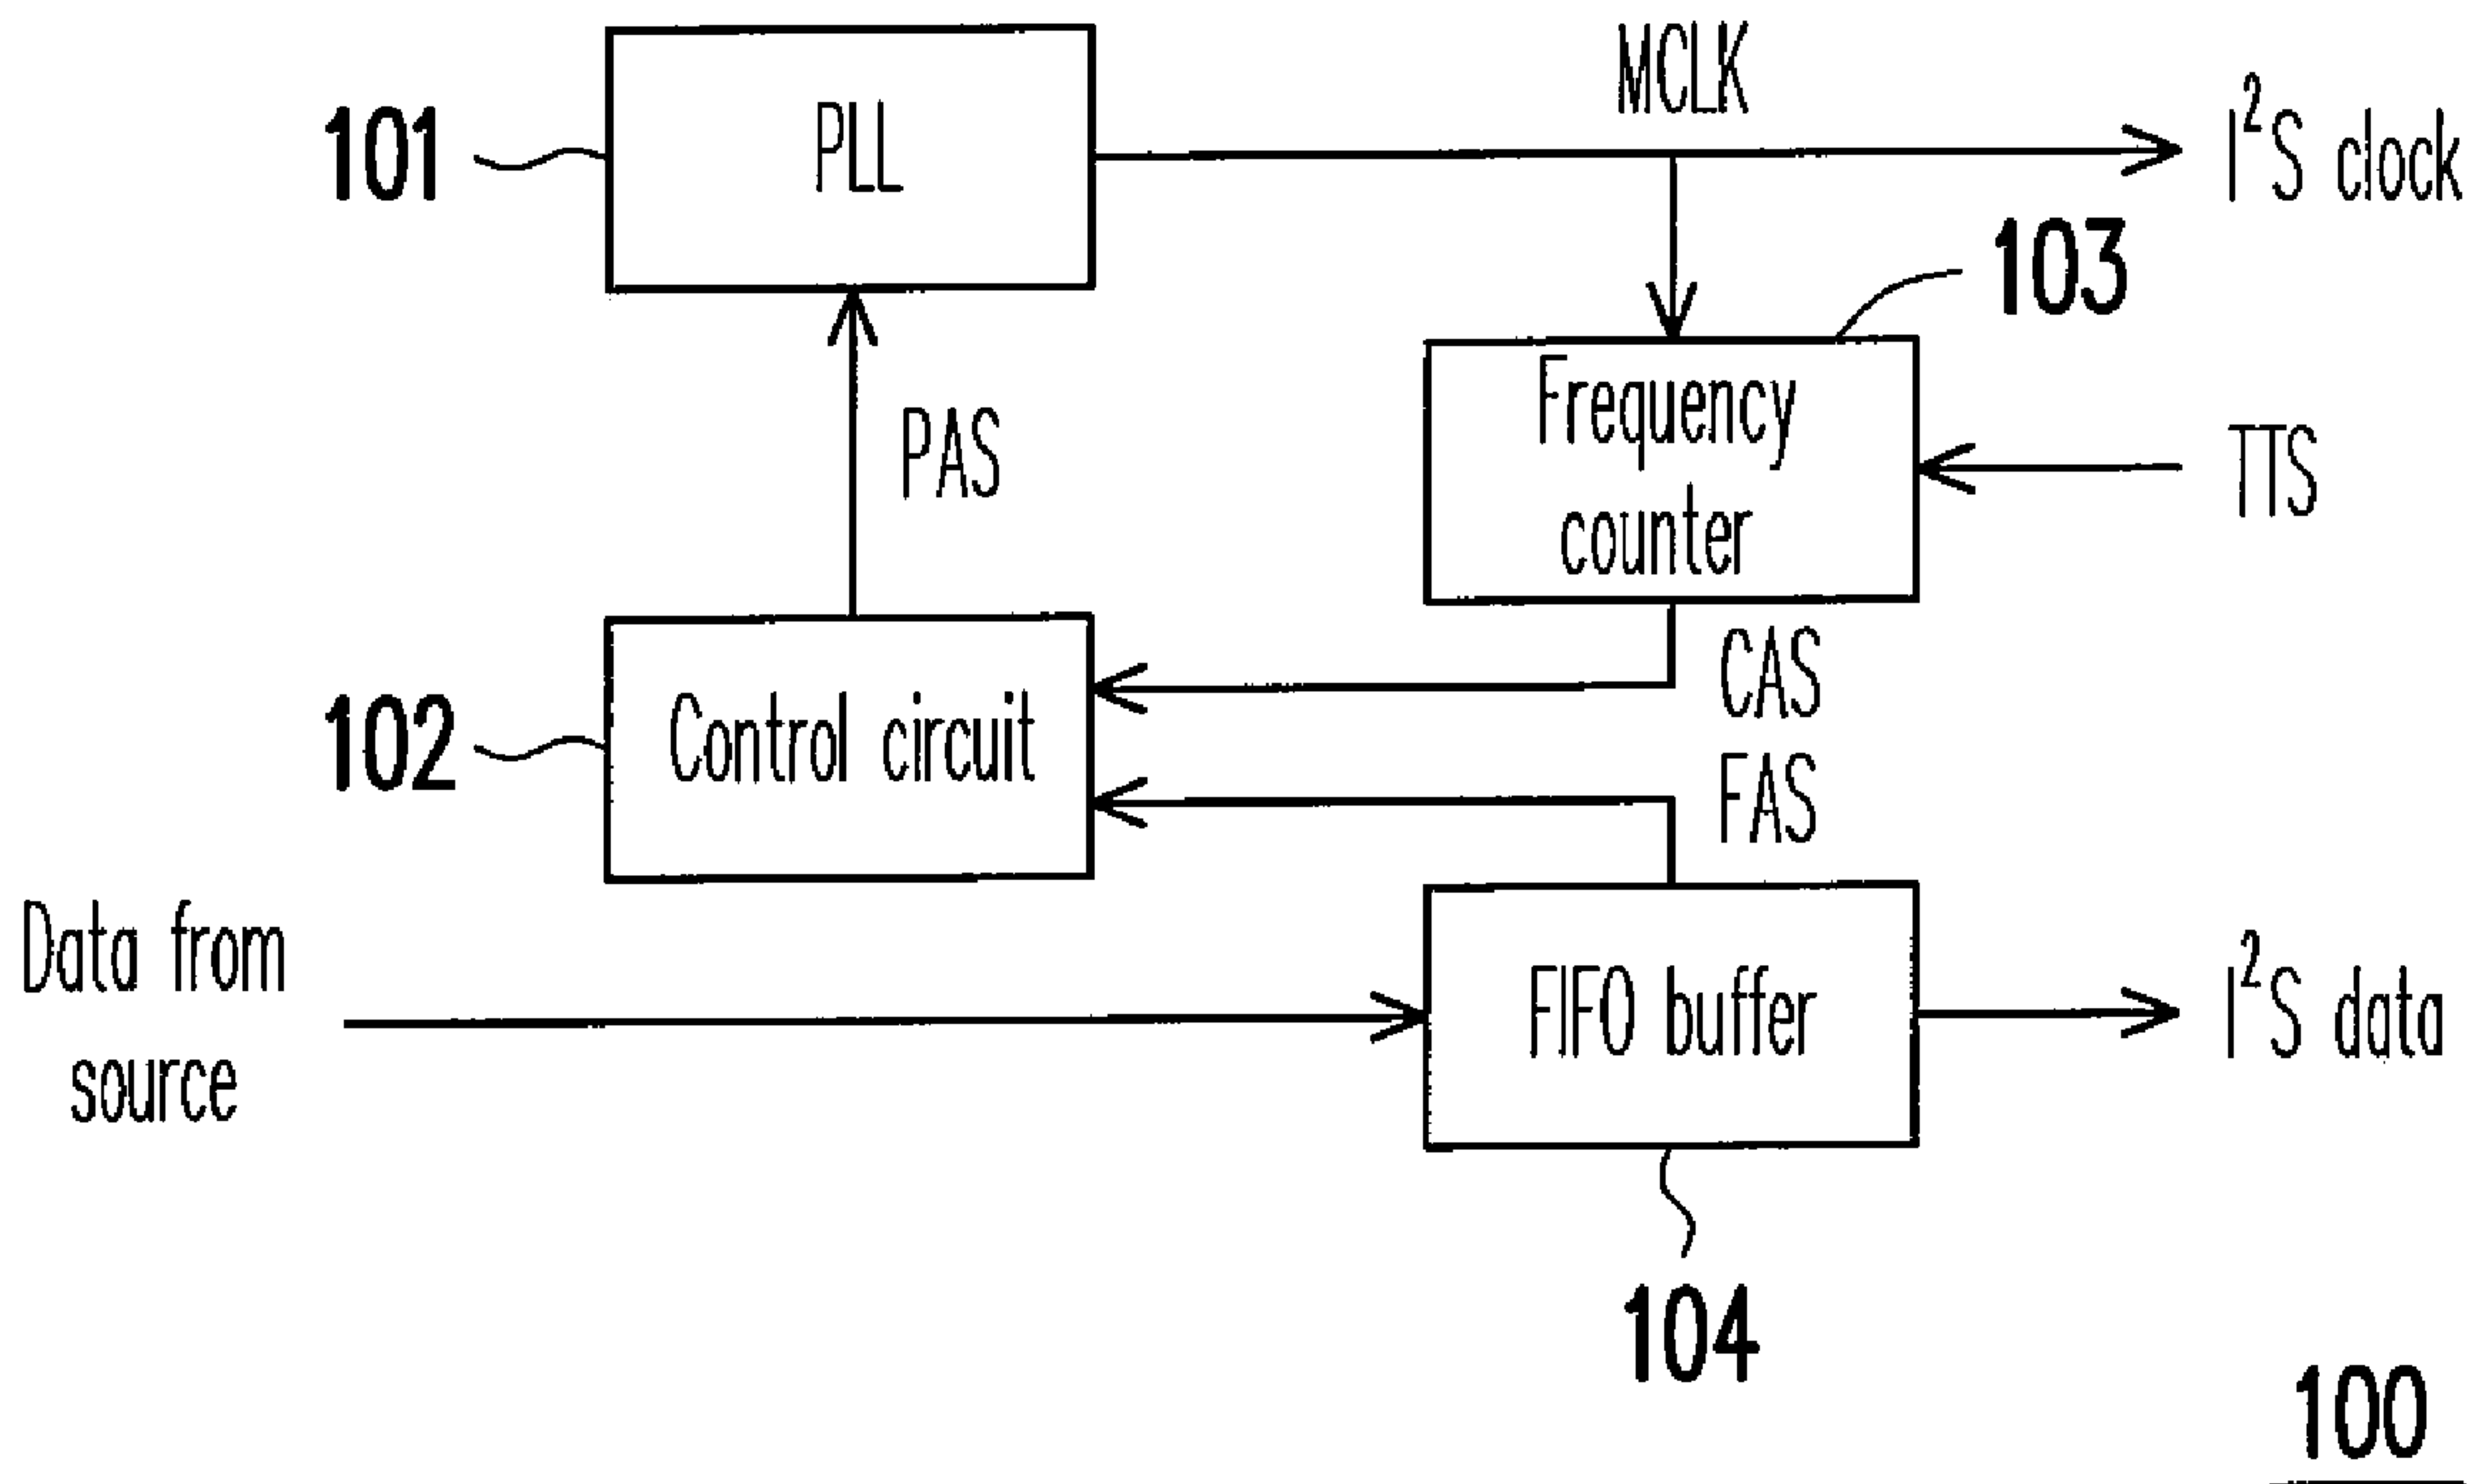 MCLK
101
PLL
I²S clock
103
Frequency
counter
TTS
PAS
CAS
102
Control circuit
FAS
Data from
source
FIFO buffer
I²S data
104
100